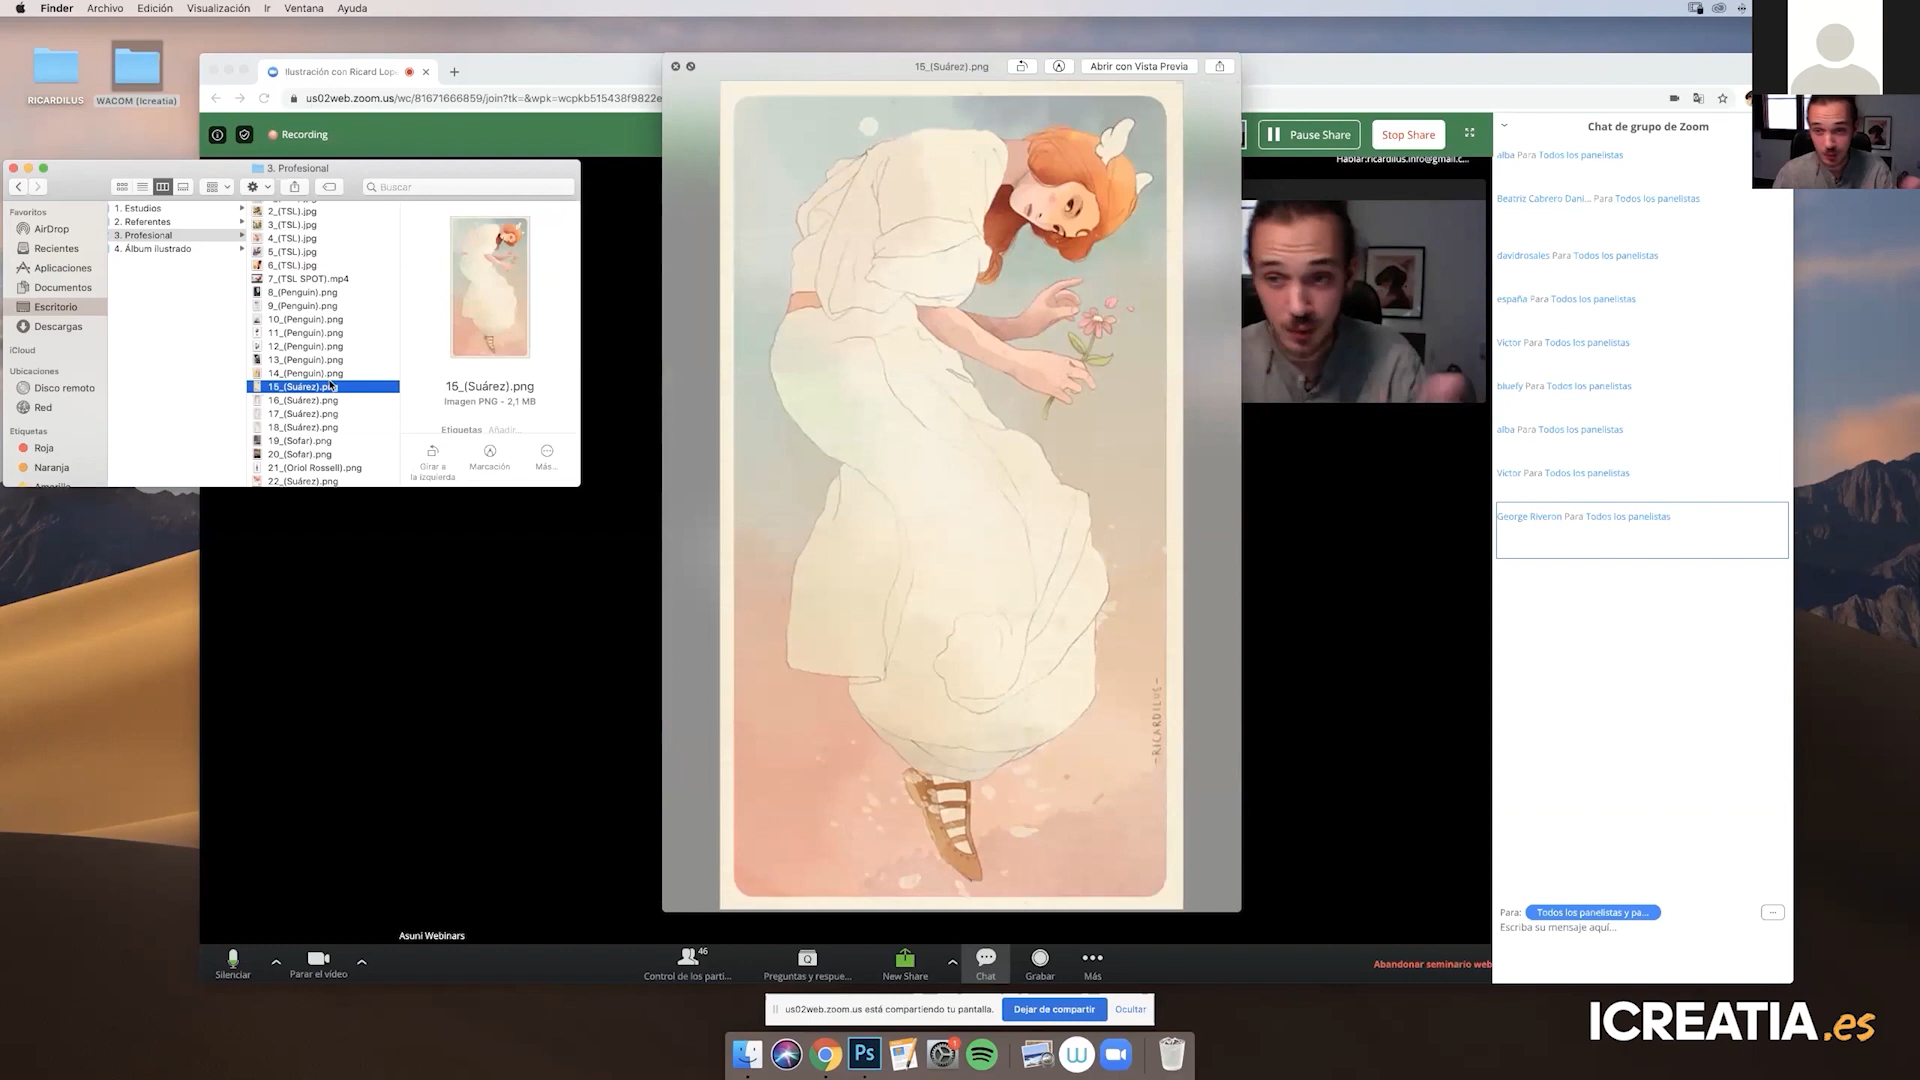 Finder Archivo Edición Visualización Ir Ventana Ayuda
RICARDILUS
WACOM (Icreatia)
Ilustración con Ricard Lop
us02web.zoom.us/wc/81671666859/join?tk=&wpk=wcpkb515438f9822e
Recording
15_(Suárez).png
Abrir con Vista Previa
Pause Share
Stop Share
Hablar:ricardilus.info@gmail.c...
3. Profesional
Buscar
Favoritos
AirDrop
Recientes
Aplicaciones
Documentos
Escritorio
Descargas
iCloud
Ubicaciones
Disco remoto
Red
Etiquetas
Roja
Naranja
Amarillo
1. Estudios
2. Referentes
3. Profesional
4. Álbum ilustrado
2_(TSL).jpg
3_(TSL).jpg
4_(TSL).jpg
5_(TSL).jpg
6_(TSL).jpg
7_(TSL SPOT).mp4
8_(Penguin).png
9_(Penguin).png
10_(Penguin).png
11_(Penguin).png
12_(Penguin).png
13_(Penguin).png
14_(Penguin).png
15_(Suárez).png
16_(Suárez).png
17_(Suárez).png
18_(Suárez).png
19_(Sofar).png
20_(Sofar).png
21_(Oriol Rossell).png
22_(Suárez).png
15_(Suárez).png
Imagen PNG - 2,1 MB
Etiquetas Añadir...
Girar a
la izquierda
Marcación
Más...
-RICARDILUS-
Chat de grupo de Zoom
alba Para Todos los panelistas
Beatriz Cabrero Dani... Para Todos los panelistas
davidrosales Para Todos los panelistas
españa Para Todos los panelistas
Victor Para Todos los panelistas
bluefy Para Todos los panelistas
alba Para Todos los panelistas
Victor Para Todos los panelistas
George Riveron Para Todos los panelistas
Para: Todos los panelistas y pa...
Escriba su mensaje aquí...
Asuni Webinars
Silenciar
Parar el vídeo
46
Control de los parti...
Preguntas y respue...
New Share
Chat
Grabar
Más
Abandonar seminario web
us02web.zoom.us está compartiendo tu pantalla.
Dejar de compartir
Ocultar
Ps
1
ICREATIA.es